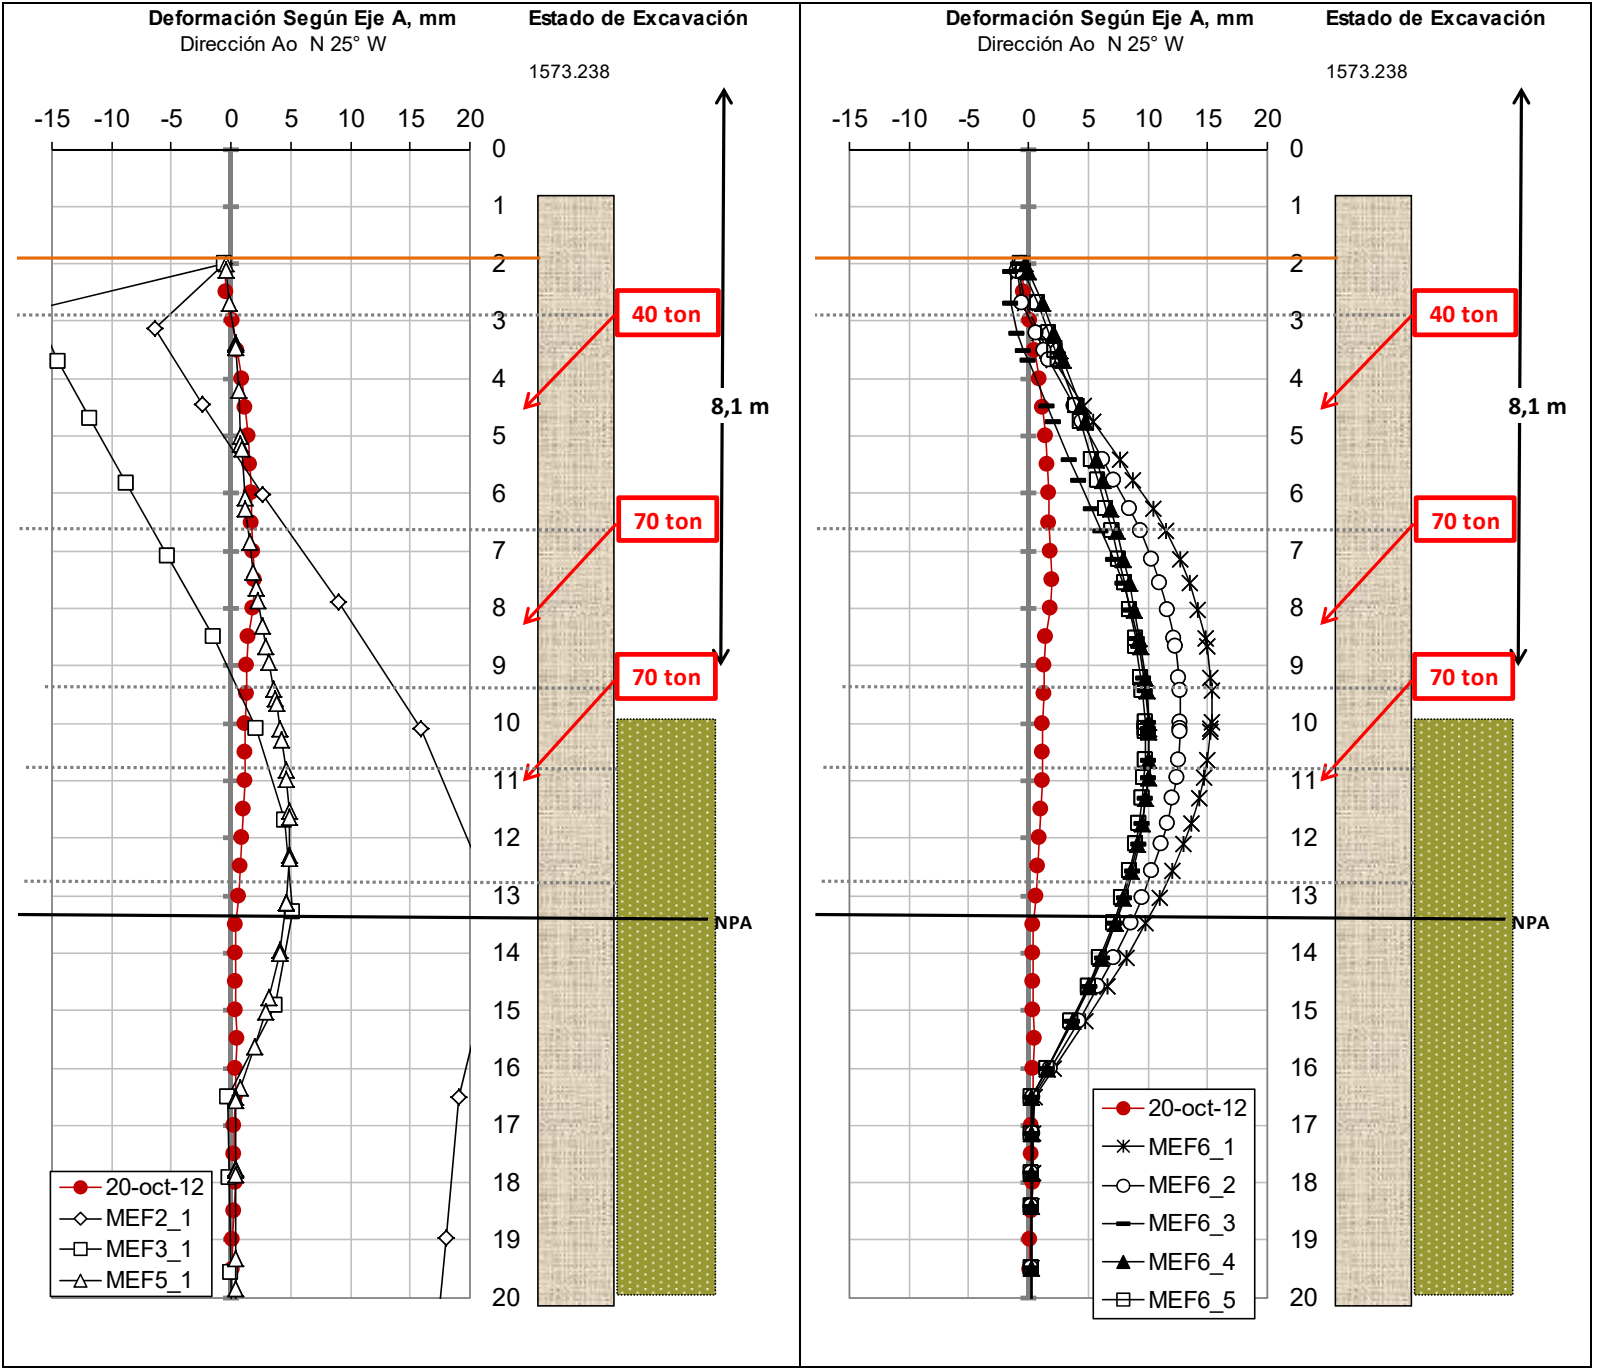 Deformación Según Eje A, mm
Estado de Excavación
Dirección Ao N 25° W
1573.238
-15 -10 -5 0 5 10 15 20
0
1
2
3
4
5
6
7
8
9
10
11
12
13
14
15
16
17
18
19
20
40 ton
8,1 m
70 ton
70 ton
NPA
20-oct-12
MEF2_1
MEF3_1
MEF5_1
Deformación Según Eje A, mm
Estado de Excavación
Dirección Ao N 25° W
1573.238
-15 -10 -5 0 5 10 15 20
0
1
2
3
4
5
6
7
8
9
10
11
12
13
14
15
16
17
18
19
20
40 ton
8,1 m
70 ton
70 ton
NPA
20-oct-12
MEF6_1
MEF6_2
MEF6_3
MEF6_4
MEF6_5